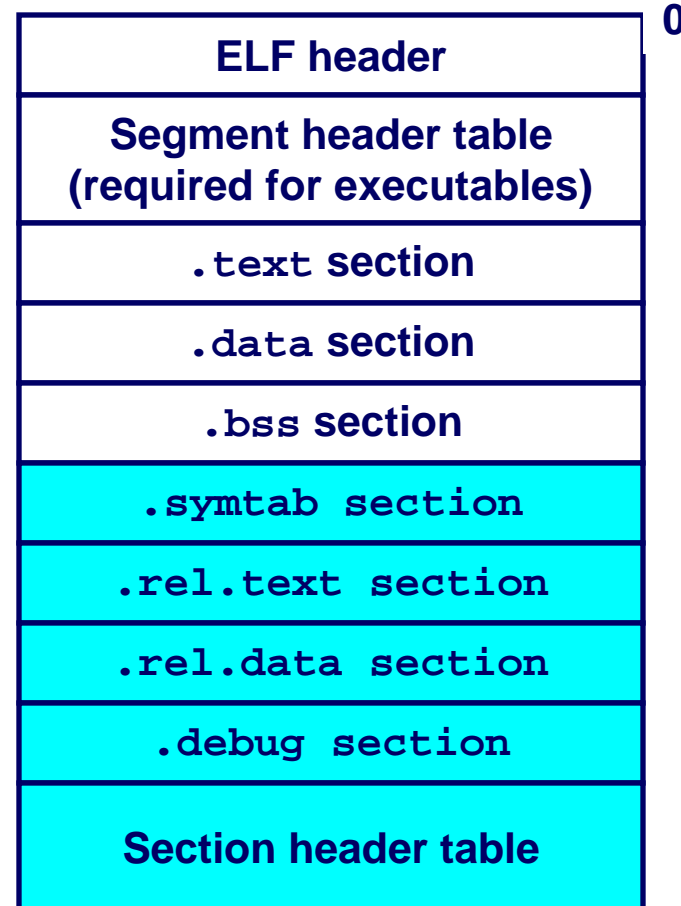 0
ELF header
Segment header table
(required for executables)
.text section
.data section
.bss section
.symtab section
.rel.text section
.rel.data section
.debug section
Section header table